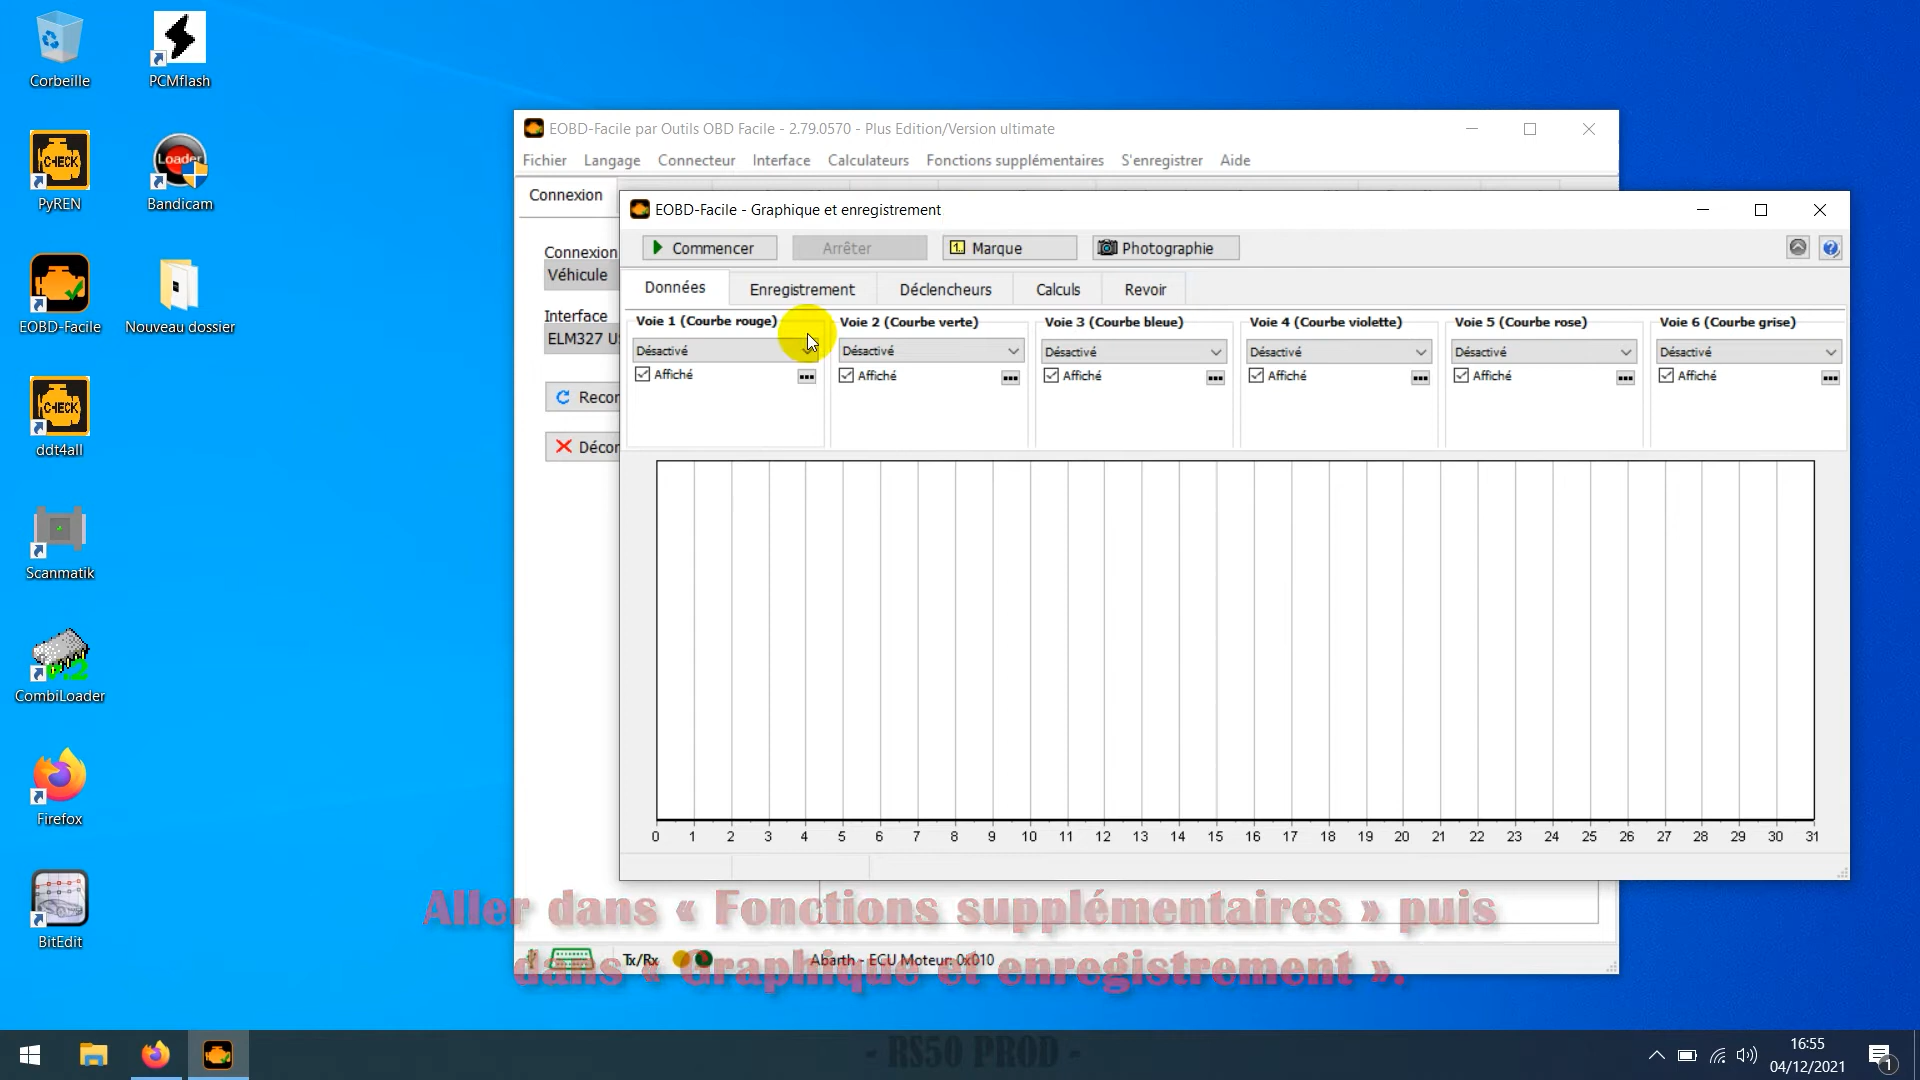 Corbeille
PCMflash
CHECK
PyREN
Loader
Bandicam
EOBD-Facile
Nouveau dossier
CHECK
ddt4all
Scanmatik
v.2
CombiLoader
Firefox
BitEdit
EOBD-Facile par Outils OBD Facile - 2.79.0570 - Plus Edition/Version ultimate
Fichier Langage Connecteur Interface Calculateurs Fonctions supplémentaires S'enregistrer Aide
Connexion
Connexion
Véhicule
Interface
ELM327 U
Recor
Décor
EOBD-Facile - Graphique et enregistrement
Commencer Arrêter Marque Photographie
Données Enregistrement Déclencheurs Calculs Revoir
Voie 1 (Courbe rouge) Voie 2 (Courbe verte) Voie 3 (Courbe bleue) Voie 4 (Courbe violette) Voie 5 (Courbe rose) Voie 6 (Courbe grise)
Désactivé Désactivé Désactivé Désactivé Désactivé Désactivé
Affiché Affiché Affiché Affiché Affiché Affiché
0 1 2 3 4 5 6 7 8 9 10 11 12 13 14 15 16 17 18 19 20 21 22 23 24 25 26 27 28 29 30 31
Aller dans « Fonctions supplémentaires » puis
dans « Graphique et enregistrement ».
Tx/Rx Abarth - ECU Moteur: 0x010
- RS50 PROD -
16:55
04/12/2021
1